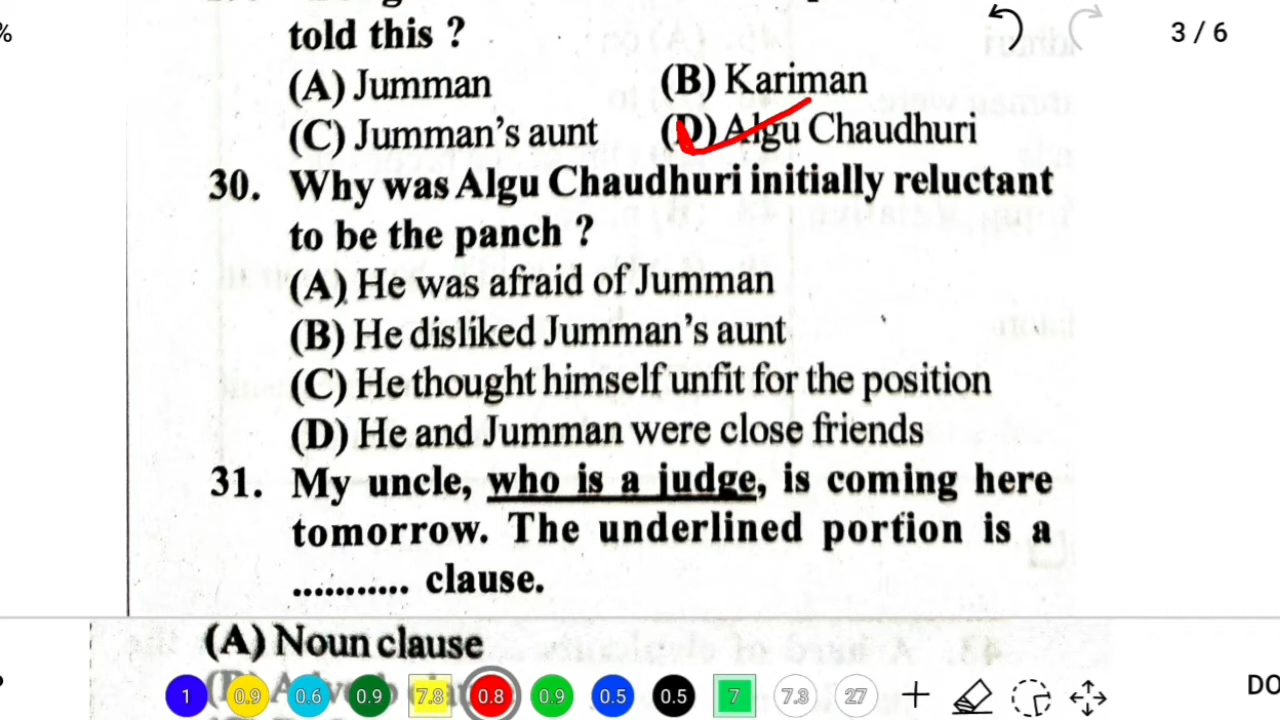 3 / 6
told this ?
(A) Jumman (B) Kariman
(C) Jumman's aunt (D) Algu Chaudhuri
30. Why was Algu Chaudhuri initially reluctant
to be the panch ?
(A) He was afraid of Jumman
(B) He disliked Jumman's aunt
(C) He thought himself unfit for the position
(D) He and Jumman were close friends
31. My uncle, who is a judge, is coming here
tomorrow. The underlined portion is a
........... clause.
(A) Noun clause
1 0.9 0.6 0.9 7.8 0.8 0.9 0.5 0.5 7 7.3 27
DO